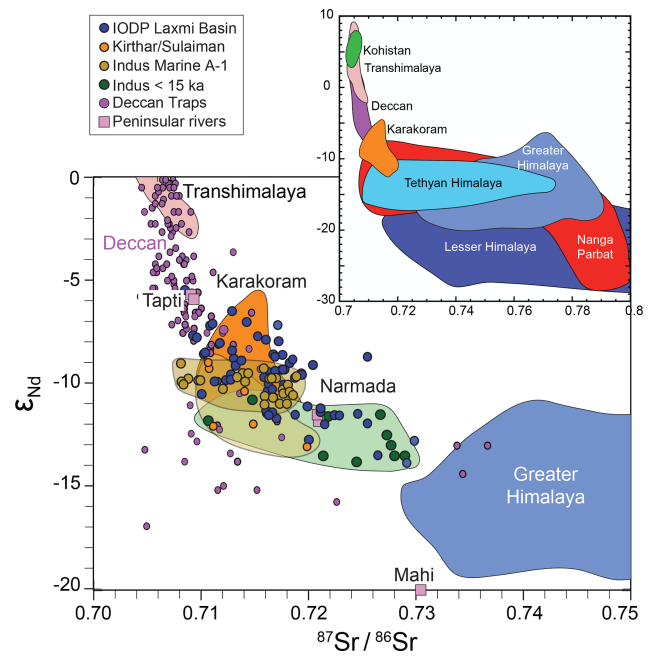 IODP Laxmi Basin
Kirthar/Sulaiman
Indus Marine A-1
Indus < 15 ka
Deccan Traps
Peninsular rivers
10
0
-10
-20
-30
Kohistan
Transhimalaya
Deccan
Karakoram
Greater
Himalaya
Tethyan Himalaya
Lesser Himalaya
Nanga
Parbat
0.7
0.72
0.74
0.76
0.78
0.8
0
-5
-10
-15
-20
εNd
Transhimalaya
Deccan
'Tapti
Karakoram
Narmada
Greater
Himalaya
Mahi
0.70
0.71
0.72
0.73
0.74
0.75
87Sr / 86Sr